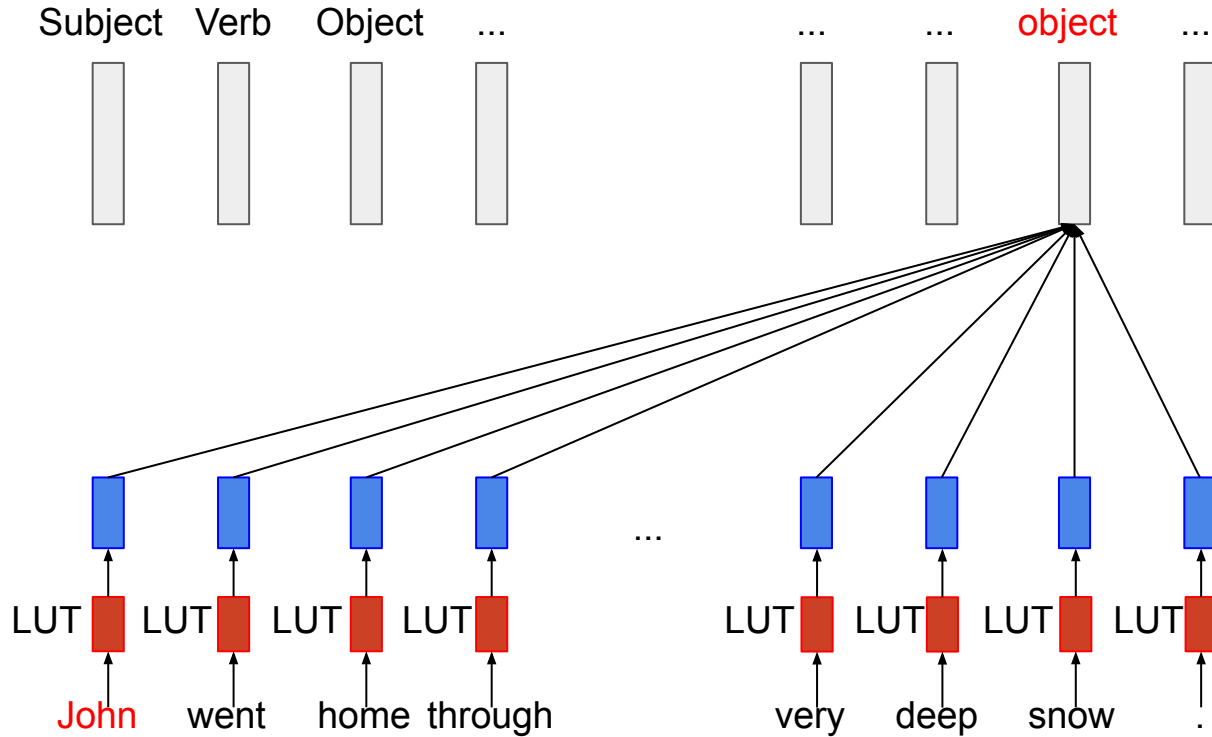 Subject Verb Object ... ... ... object ...
...
LUT LUT LUT LUT LUT LUT LUT LUT
John went home through very deep snow .